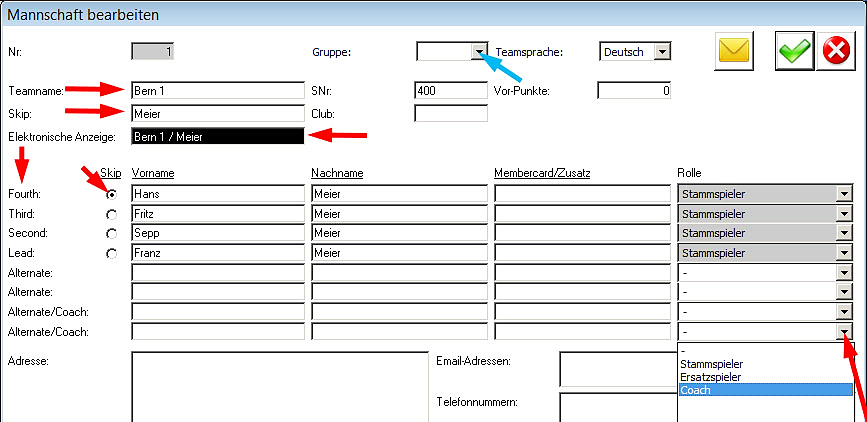 Mannschaft bearbeiten
Nr: 1 Gruppe: Teamsprache: Deutsch
Teamname: Bern 1 SNr: 400 Vor-Punkte: 0
Skip: Meier Club:
Elektronische Anzeige: Bern 1 / Meier
Skip Vorname Nachname Membercard/Zusatz Rolle
Fourth: Hans Meier Stammspieler
Third: Fritz Meier Stammspieler
Second: Sepp Meier Stammspieler
Lead: Franz Meier Stammspieler
Alternate: -
Alternate: -
Alternate/Coach: -
Alternate/Coach: -
-
Adresse: Email-Adressen: Stammspieler
Ersatzspieler
Coach
Telefonnummern: